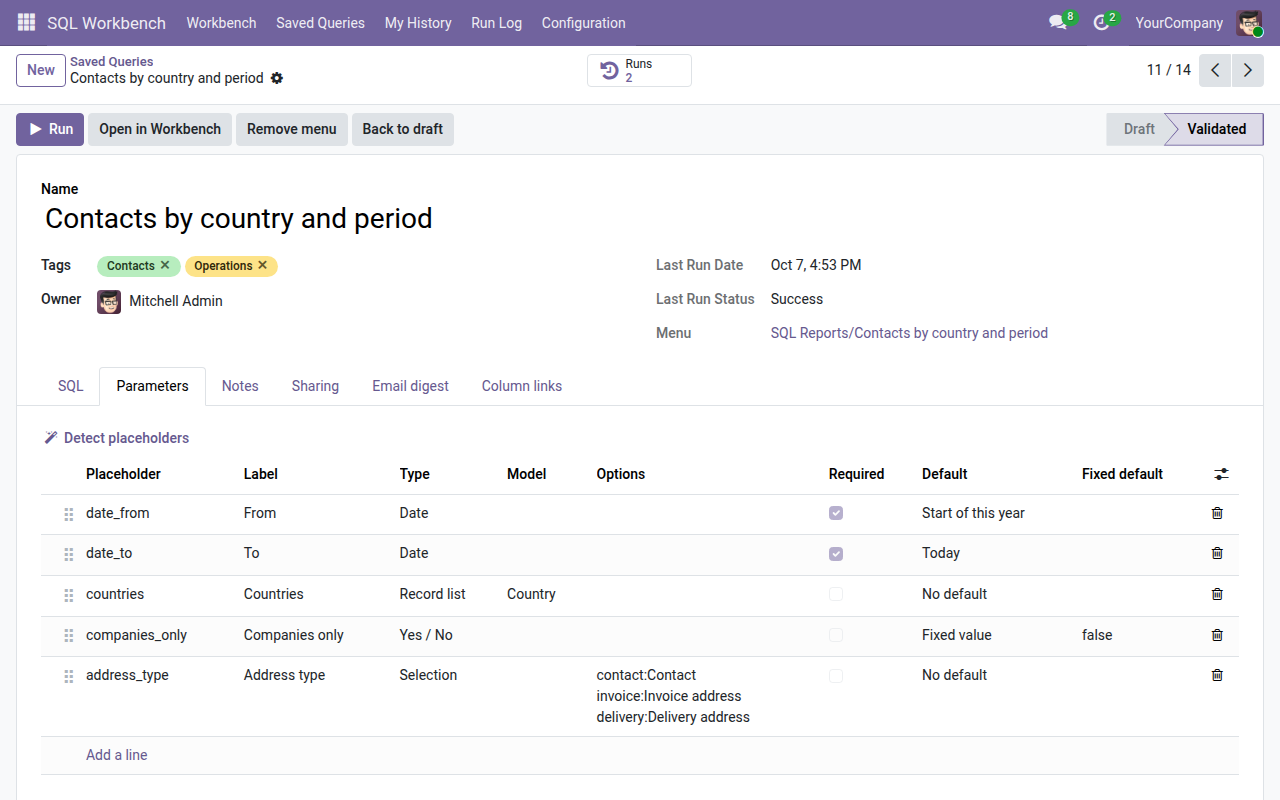 SQL Workbench Workbench Saved Queries My History Run Log Configuration 8 2 YourCompany
New Saved Queries Runs 11 / 14
Contacts by country and period 2
Run Open in Workbench Remove menu Back to draft Draft Validated
Name
Contacts by country and period
Tags Contacts Operations Last Run Date Oct 7, 4:53 PM
Owner Mitchell Admin Last Run Status Success
Menu SQL Reports/Contacts by country and period
SQL Parameters Notes Sharing Email digest Column links
Detect placeholders
Placeholder Label Type Model Options Required Default Fixed default
date_from From Date Start of this year
date_to To Date Today
countries Countries Record list Country No default
companies_only Companies only Yes / No Fixed value false
address_type Address type Selection contact:Contact No default
invoice:Invoice address
delivery:Delivery address
Add a line